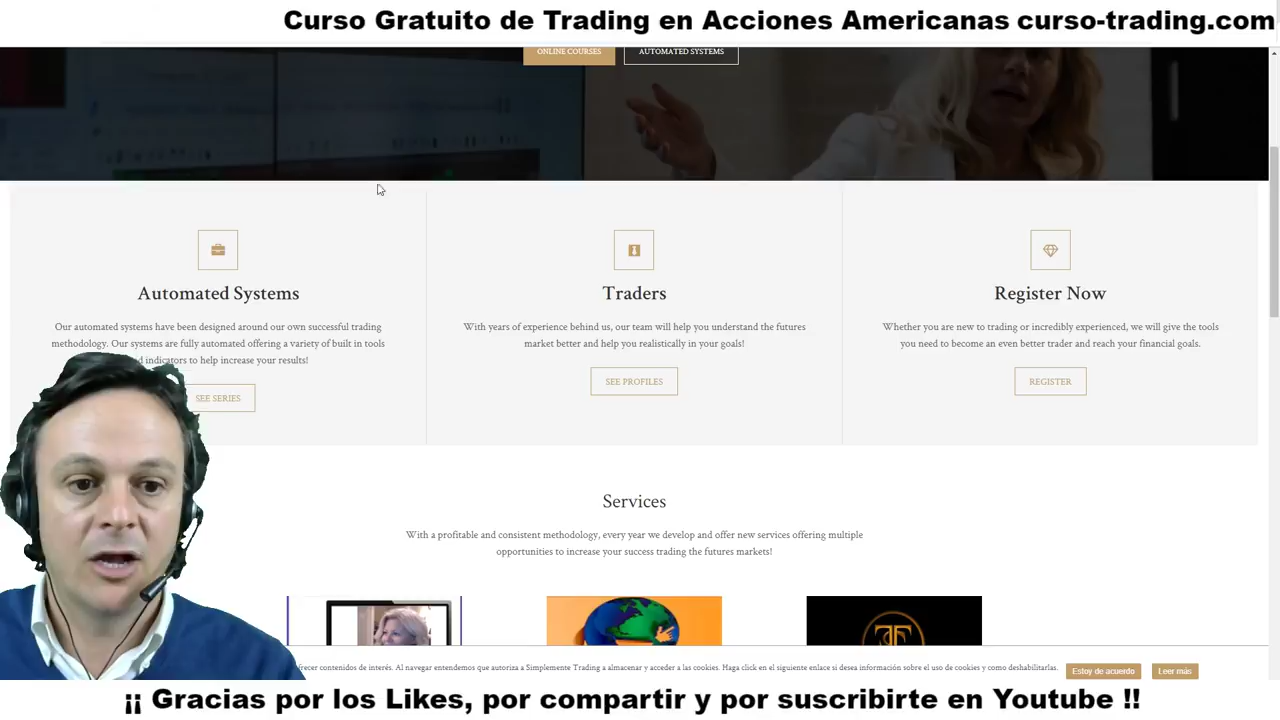 Curso Gratuito de Trading en Acciones Americanas curso-trading.com
ONLINE COURSES
AUTOMATED SYSTEMS
Automated Systems
Our automated systems have been designed around our own successful trading
methodology. Our systems are fully automated offering a variety of built in tools
indicators to help increase your results!
SEE SERIES
Traders
With years of experience behind us, our team will help you understand the futures
market better and help you realistically in your goals!
SEE PROFILES
Register Now
Whether you are new to trading or incredibly experienced, we will give the tools
you need to become an even better trader and reach your financial goals.
REGISTER
Services
With a profitable and consistent methodology, every year we develop and offer new services offering multiple
opportunities to increase your success trading the futures markets!
contenidos de interés. Al navegar entendemos que autoriza a Simplemente Trading a almacenar y acceder a las cookies. Haga click en el siguiente enlace si desea información sobre el uso de cookies y como deshabilitarlas.
Estoy de acuerdo
Leer más
¡¡ Gracias por los Likes, por compartir y por suscribirte en Youtube !!